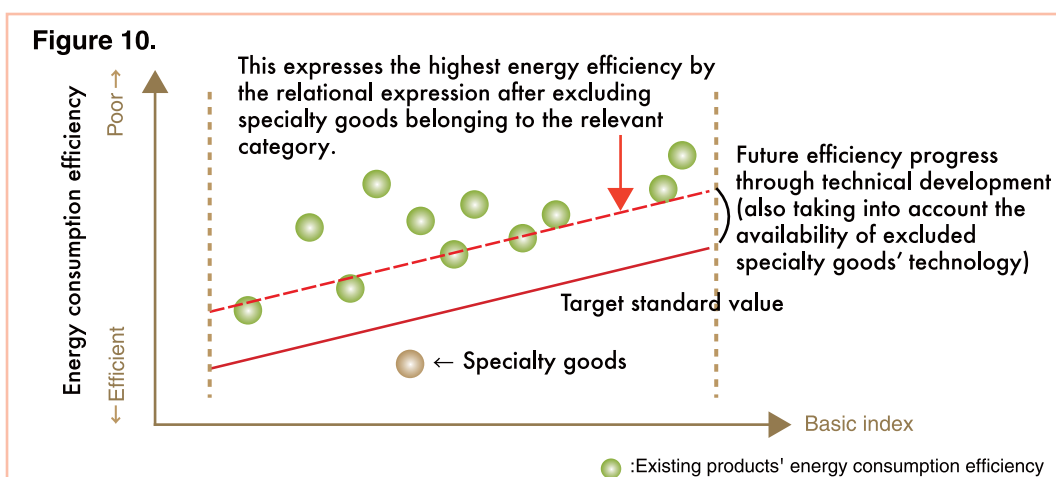 Figure 10.
This expresses the highest energy efficiency by
the relational expression after excluding
specialty goods belonging to the relevant
category.
Energy consumption efficiency
Poor →
← Efficient
Future efficiency progress
through technical development
(also taking into account the
availability of excluded
specialty goods’ technology)
Target standard value
← Specialty goods
Basic index
:Existing products' energy consumption efficiency